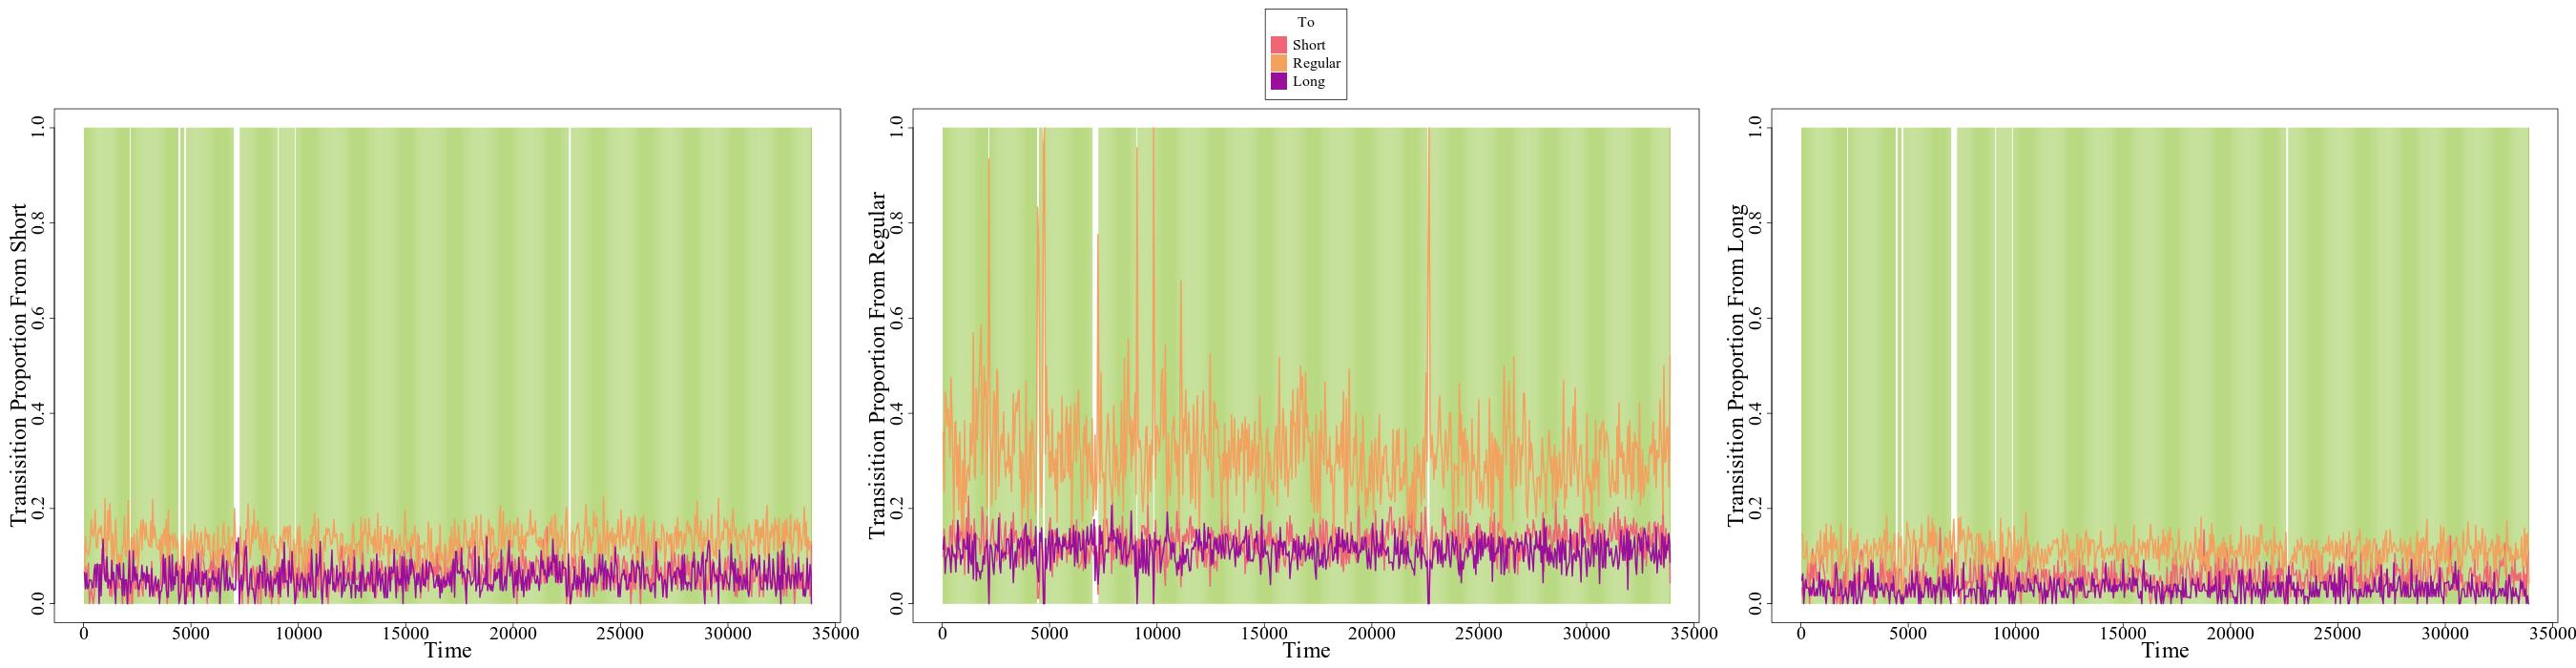 To
Short
Regular
Long
Transisition Proportion From Short
0.0 0.2 0.4 0.6 0.8 1.0
0 5000 10000 15000 20000 25000 30000 35000
Time
Transisition Proportion From Regular
0.0 0.2 0.4 0.6 0.8 1.0
0 5000 10000 15000 20000 25000 30000 35000
Time
Transisition Proportion From Long
0.0 0.2 0.4 0.6 0.8 1.0
0 5000 10000 15000 20000 25000 30000 35000
Time